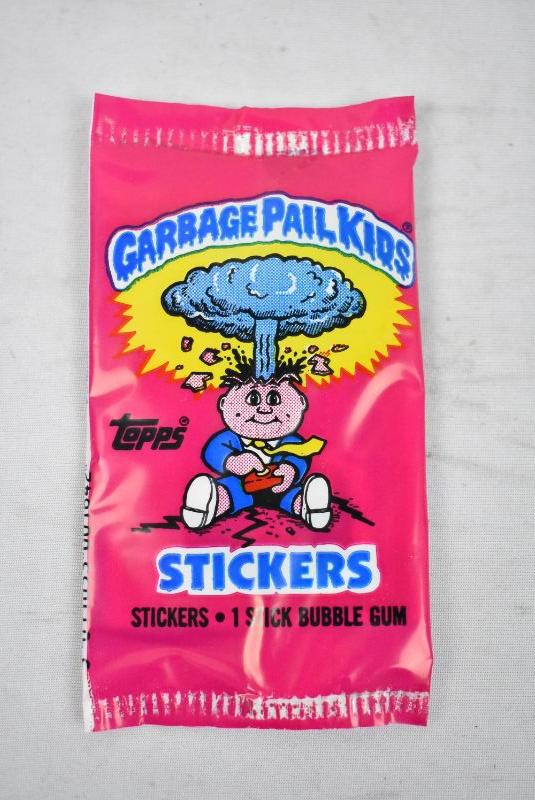 GARBAGE PAIL KIDS®
topps®
STICKERS
STICKERS • 1 STICK BUBBLE GUM